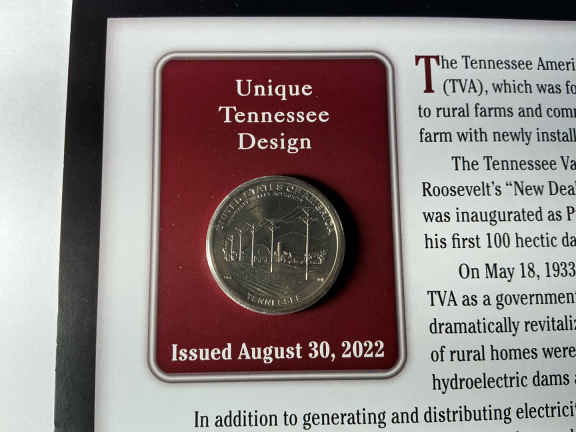 Unique
Tennessee
Design
UNITED STATES OF AMERICA
TENNESSEE
Issued August 30, 2022
The Tennessee Ameri
(TVA), which was fo
to rural farms and com
farm with newly install
The Tennessee Va
Roosevelt's "New Dea
was inaugurated as P
his first 100 hectic da
On May 18, 1933
TVA as a government
dramatically revitaliz
of rural homes were
hydroelectric dams a
In addition to generating and distributing electrici